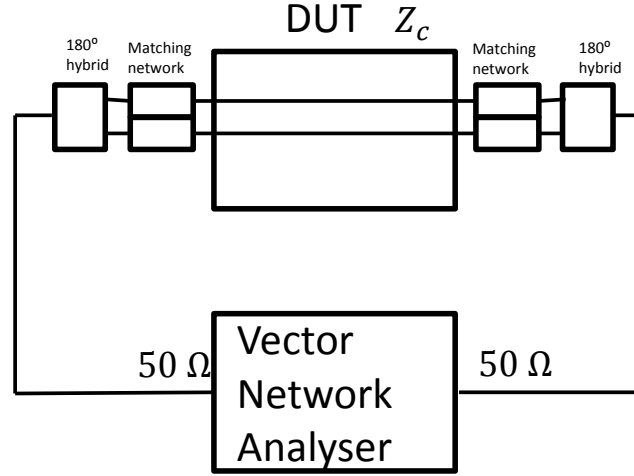 DUT Z_c
180º
hybrid
Matching
network
Matching
network
180º
hybrid
50 Ω
Vector
Network
Analyser
50 Ω